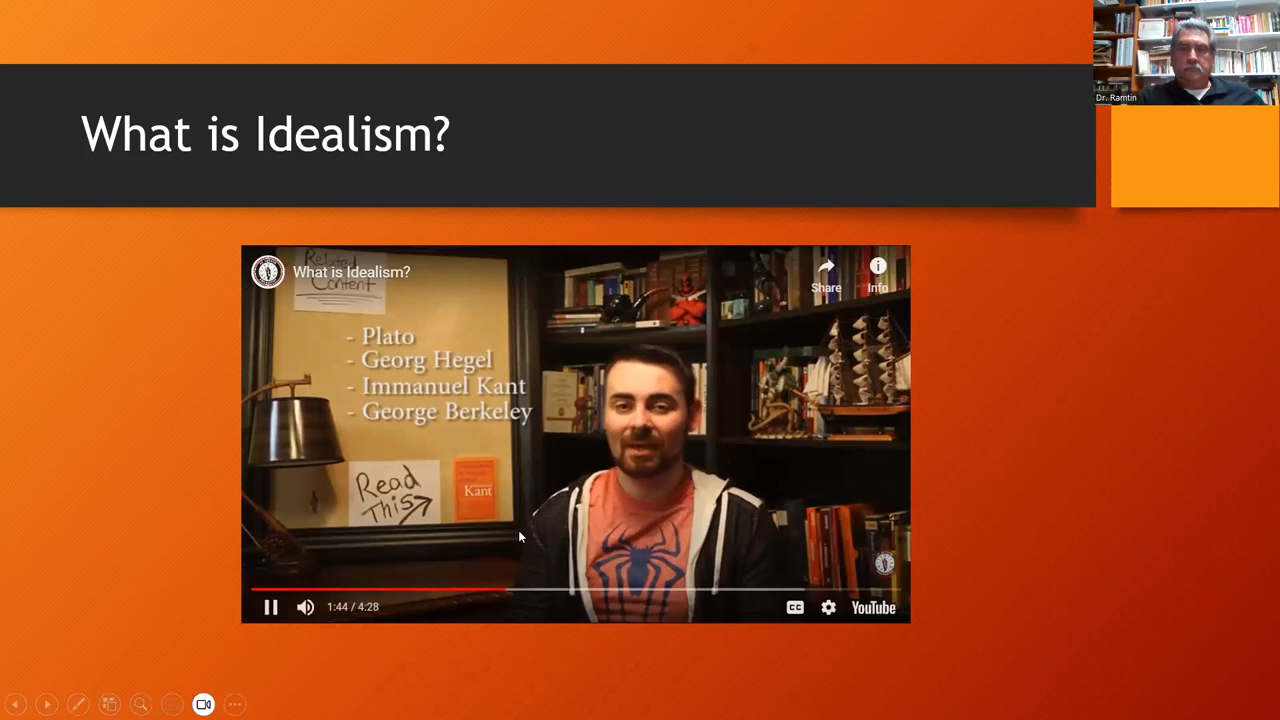 What is Idealism?
Dr. Ramtin
What is Idealism?
Share
Info
Related
Content
- Plato
- Georg Hegel
- Immanuel Kant
- George Berkeley
Read
This
Kant
1:44 / 4:28
CC
YouTube